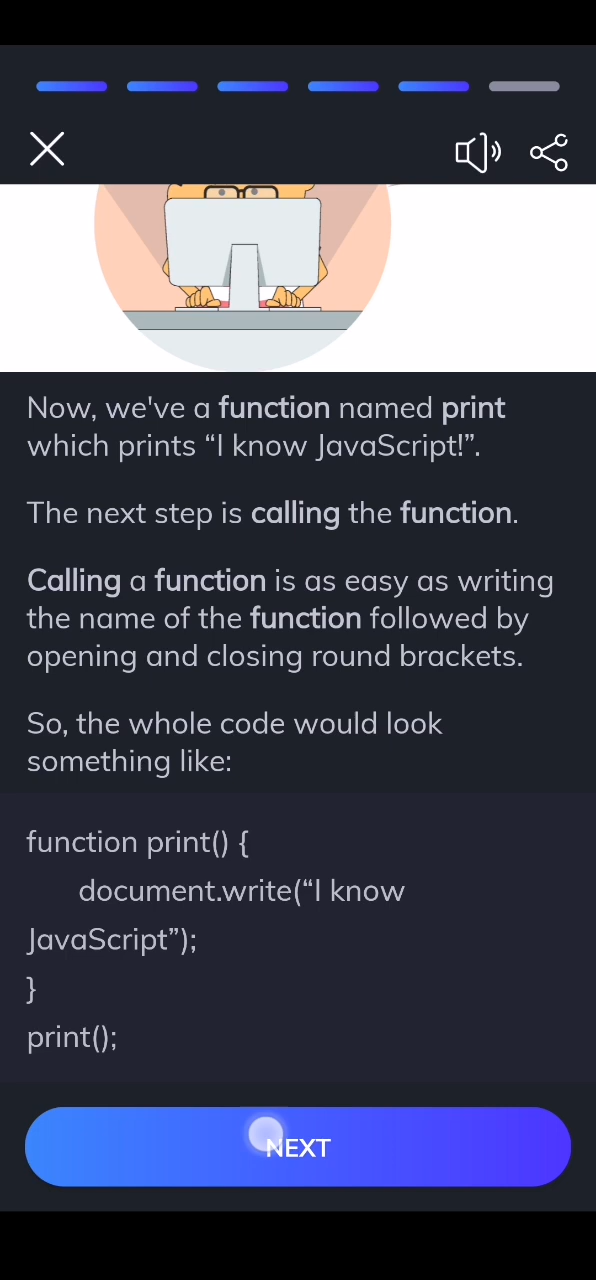 Now, we've a function named print
which prints “I know JavaScript!”.
The next step is calling the function.
Calling a function is as easy as writing
the name of the function followed by
opening and closing round brackets.
So, the whole code would look
something like:
function print() {
document.write(“I know
JavaScript”);
}
print();
NEXT